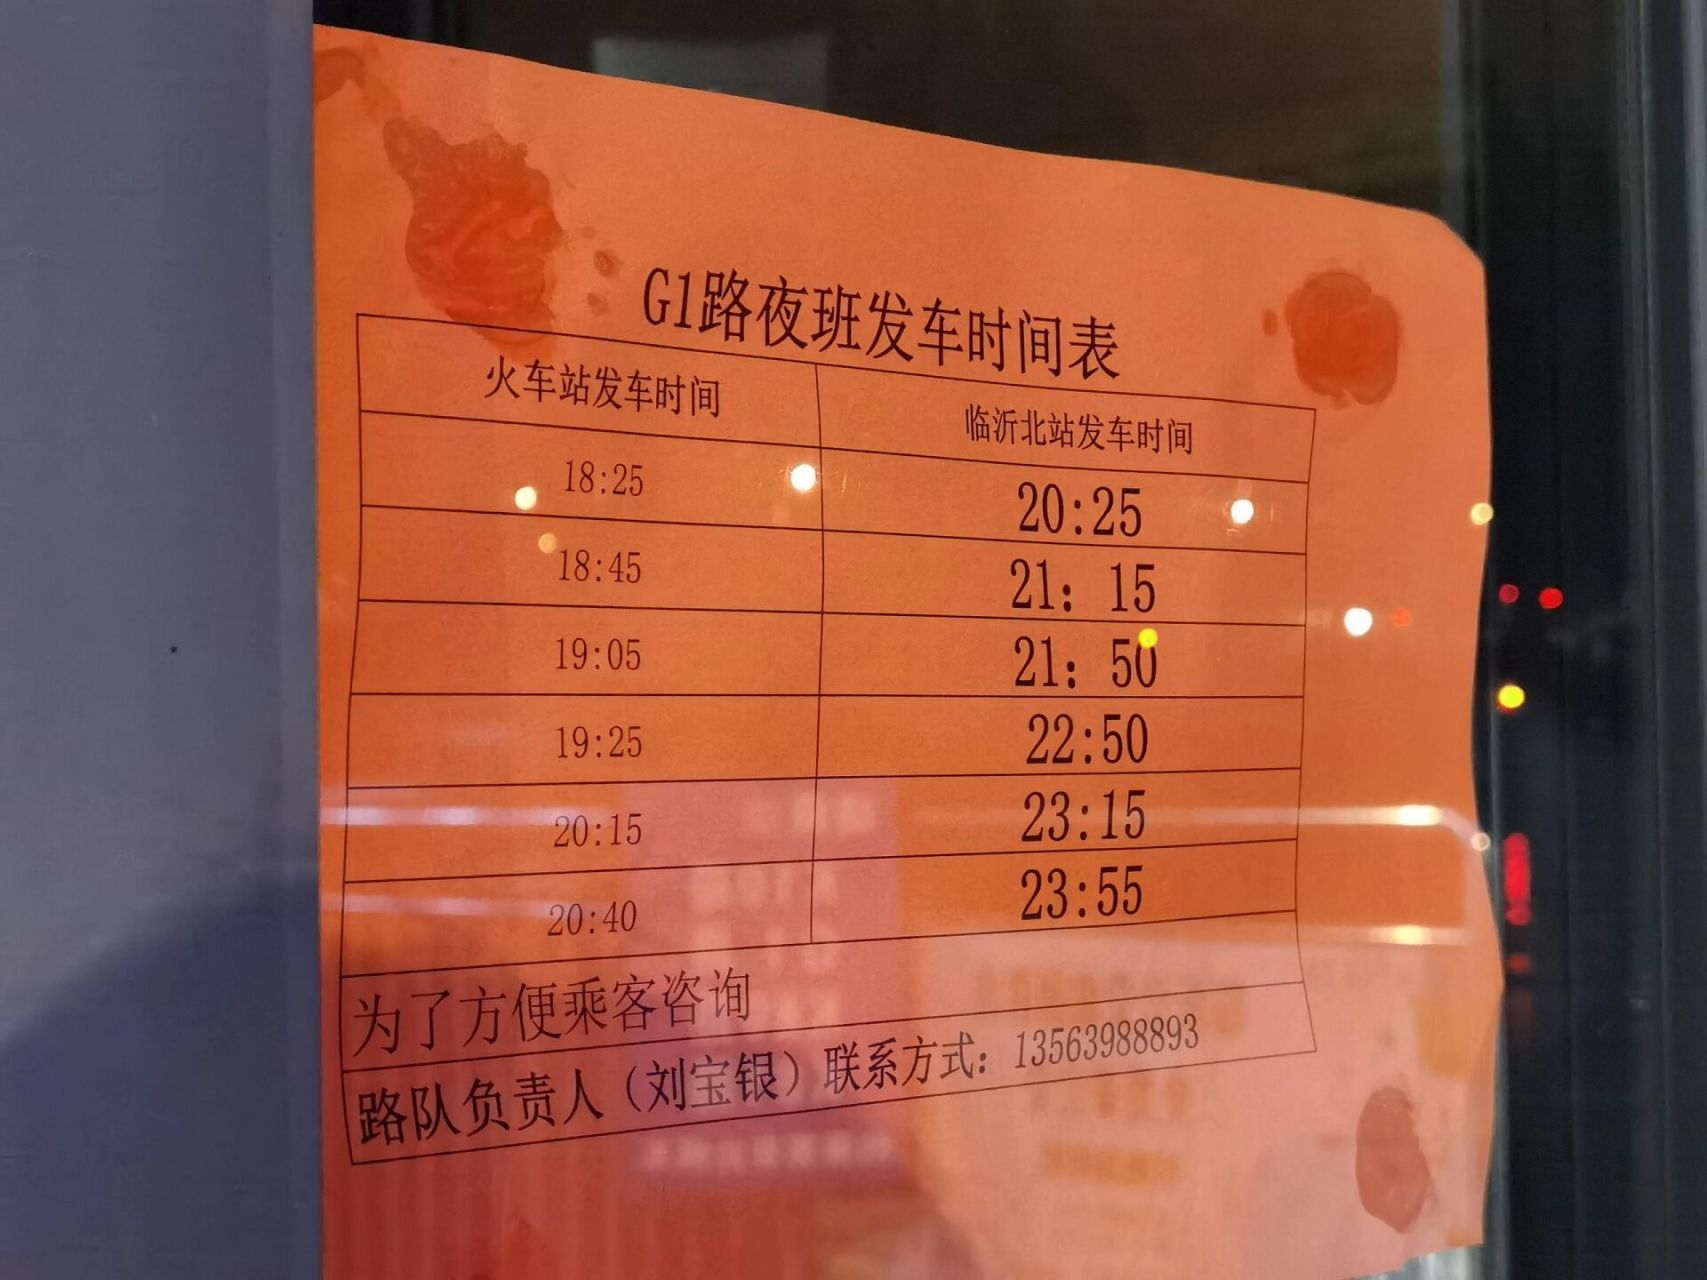 G1路夜班发车时间表
火车站发车时间 临沂北站发车时间
18:25 20:25
18:45 21：15
19:05 21：50
19:25 22:50
20:15 23:15
20:40 23:55
为了方便乘客咨询
路队负责人（刘宝银）联系方式：13563988893